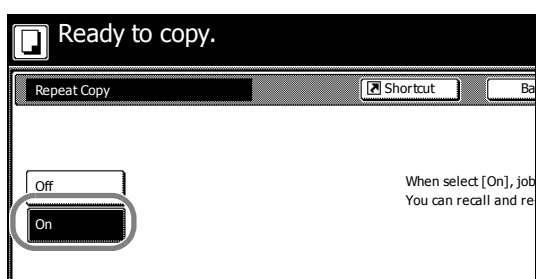 Ready to copy.
Repeat Copy
Shortcut
Ba
Off
On
When select [On], job
You can recall and re